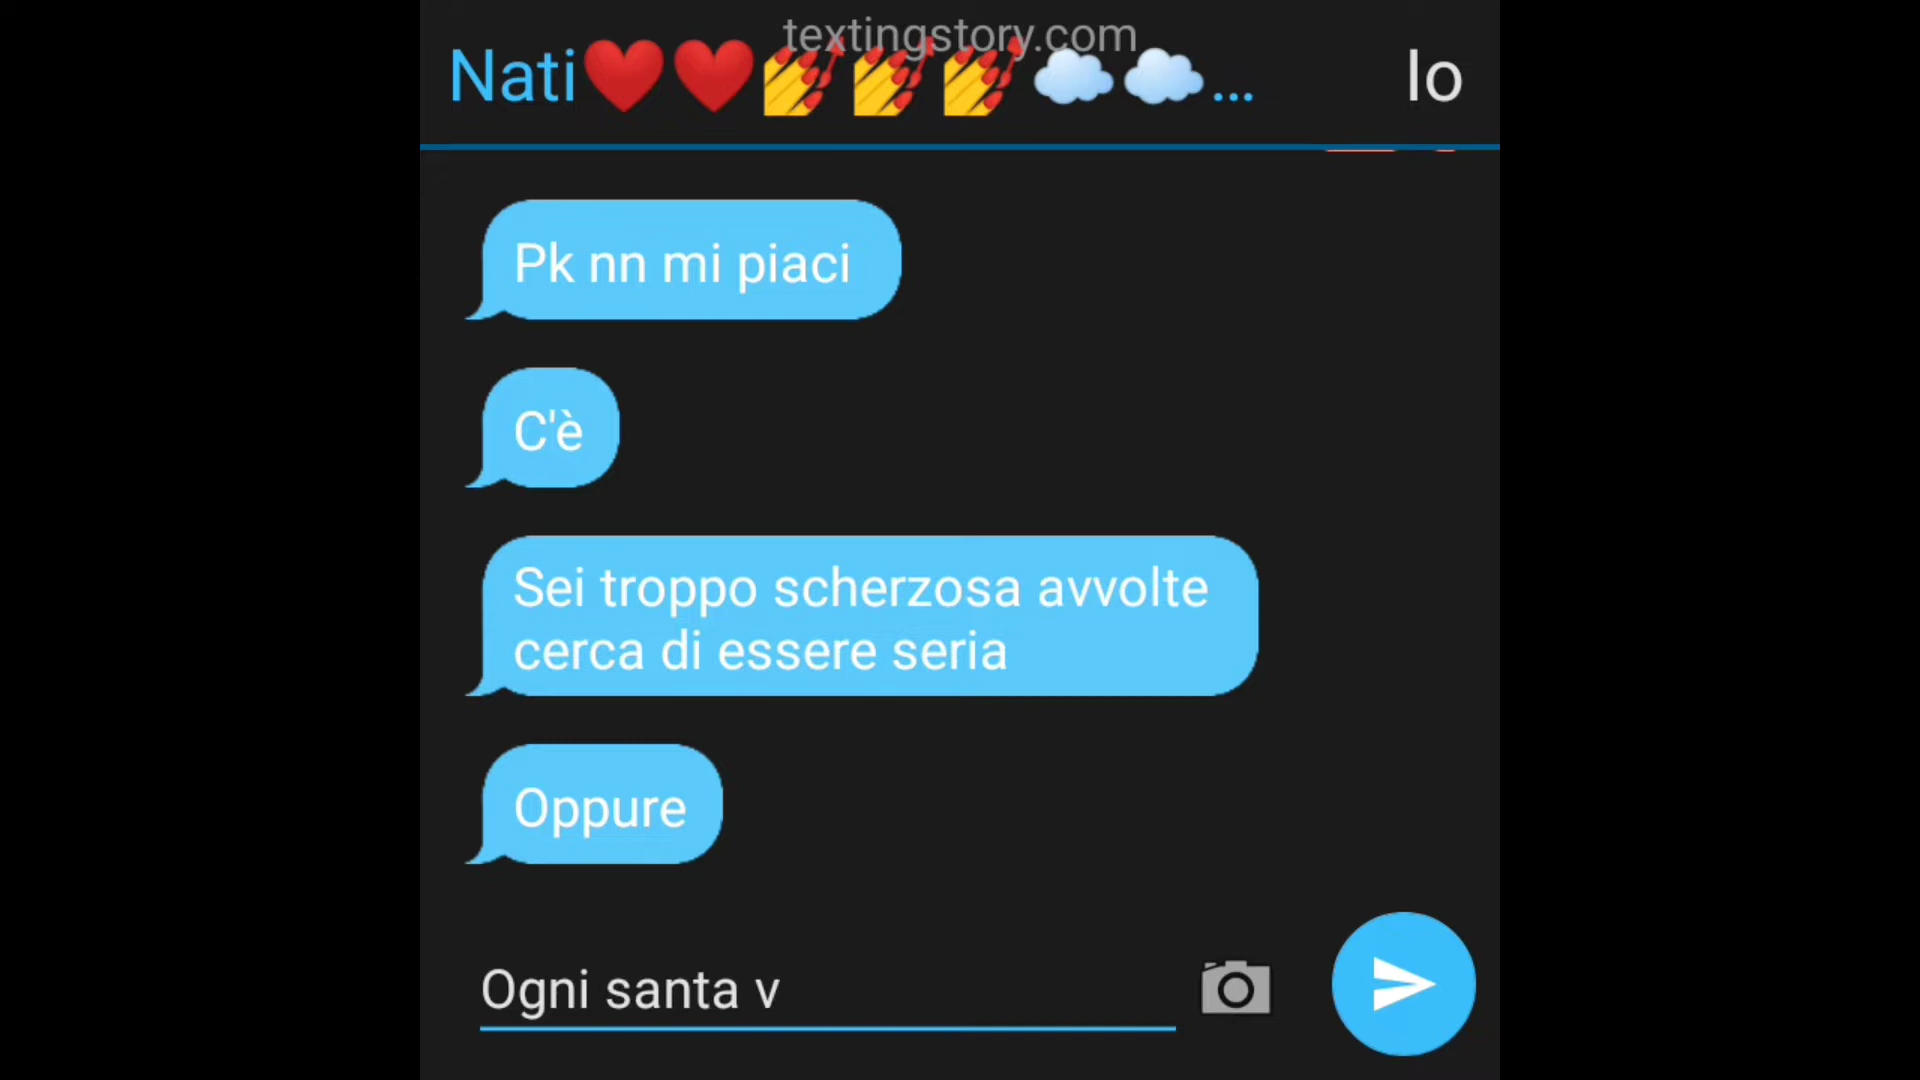 textingstory.com
Nati❤️❤️💅💅💅☁️☁️...
Io
Pk nn mi piaci
C'è
Sei troppo scherzosa avvolte
cerca di essere seria
Oppure
Ogni santa v